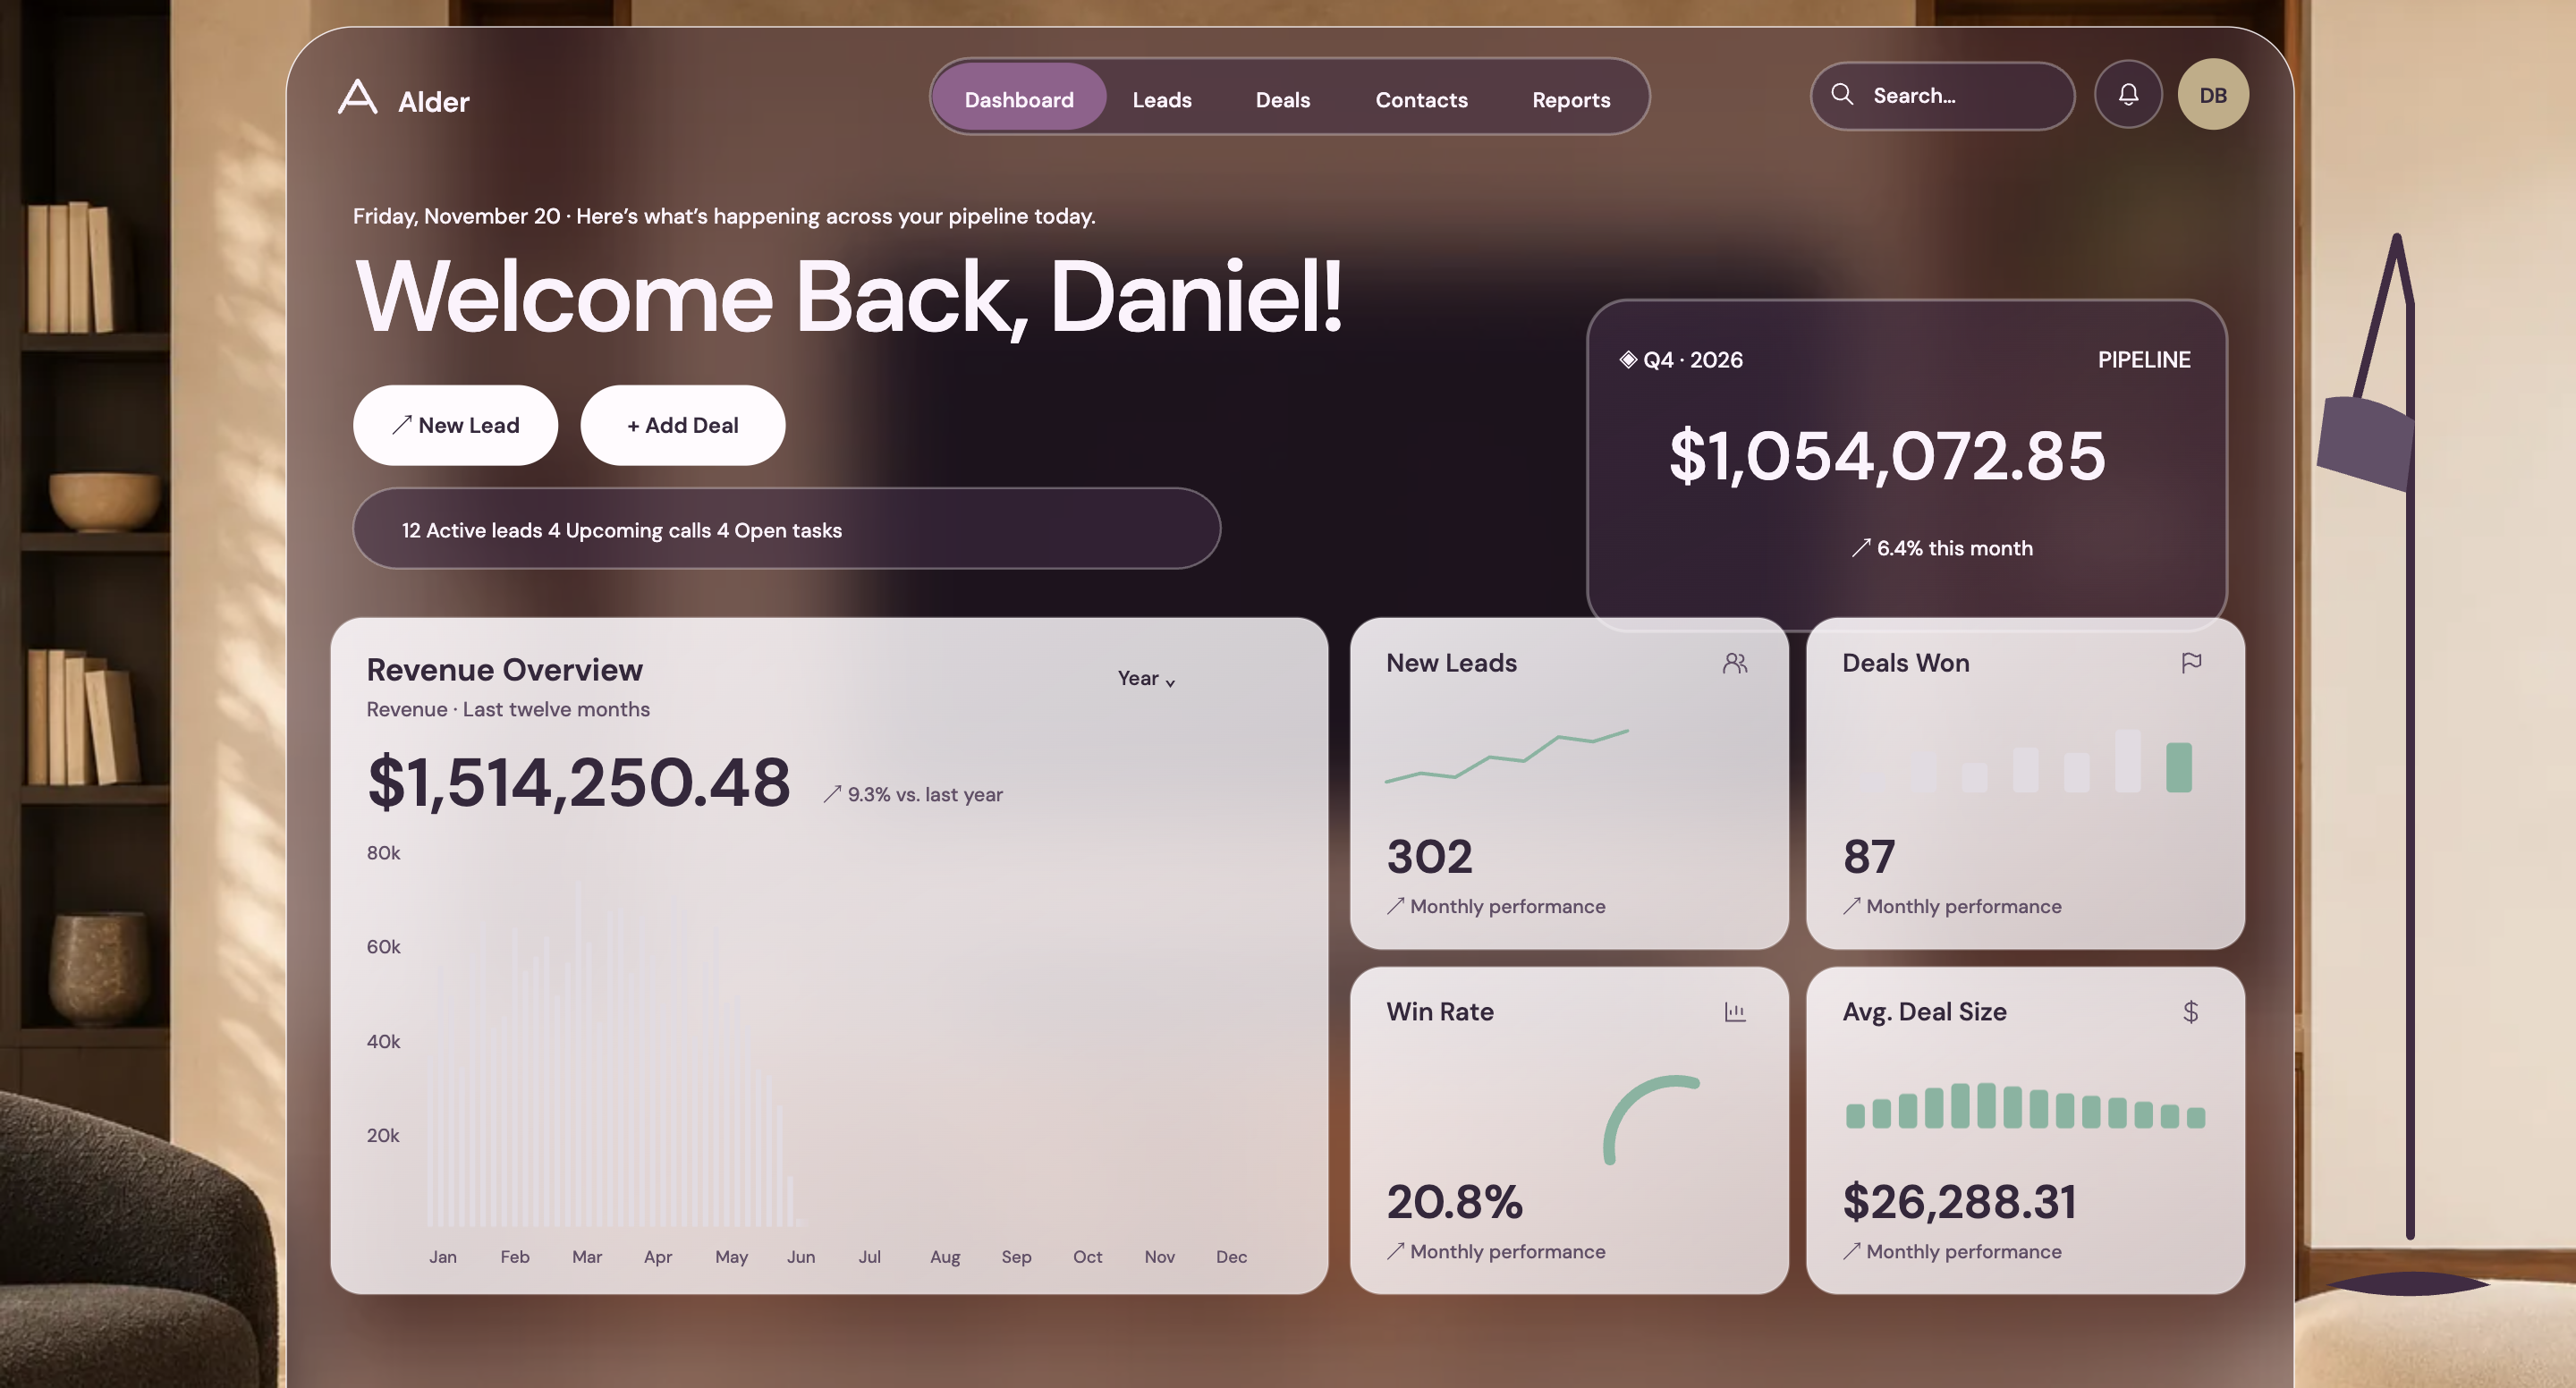 Alder
Dashboard
Leads
Deals
Contacts
Reports
Search...
DB
Friday, November 20 · Here’s what’s happening across your pipeline today.
Welcome Back, Daniel!
New Lead
+ Add Deal
12 Active leads 4 Upcoming calls 4 Open tasks
Q4 · 2026
PIPELINE
$1,054,072.85
6.4% this month
Revenue Overview
Year
Revenue · Last twelve months
$1,514,250.48
9.3% vs. last year
80k
60k
40k
20k
Jan Feb Mar Apr May Jun Jul Aug Sep Oct Nov Dec
New Leads
302
Monthly performance
Deals Won
87
Monthly performance
Win Rate
20.8%
Monthly performance
Avg. Deal Size
$
$26,288.31
Monthly performance